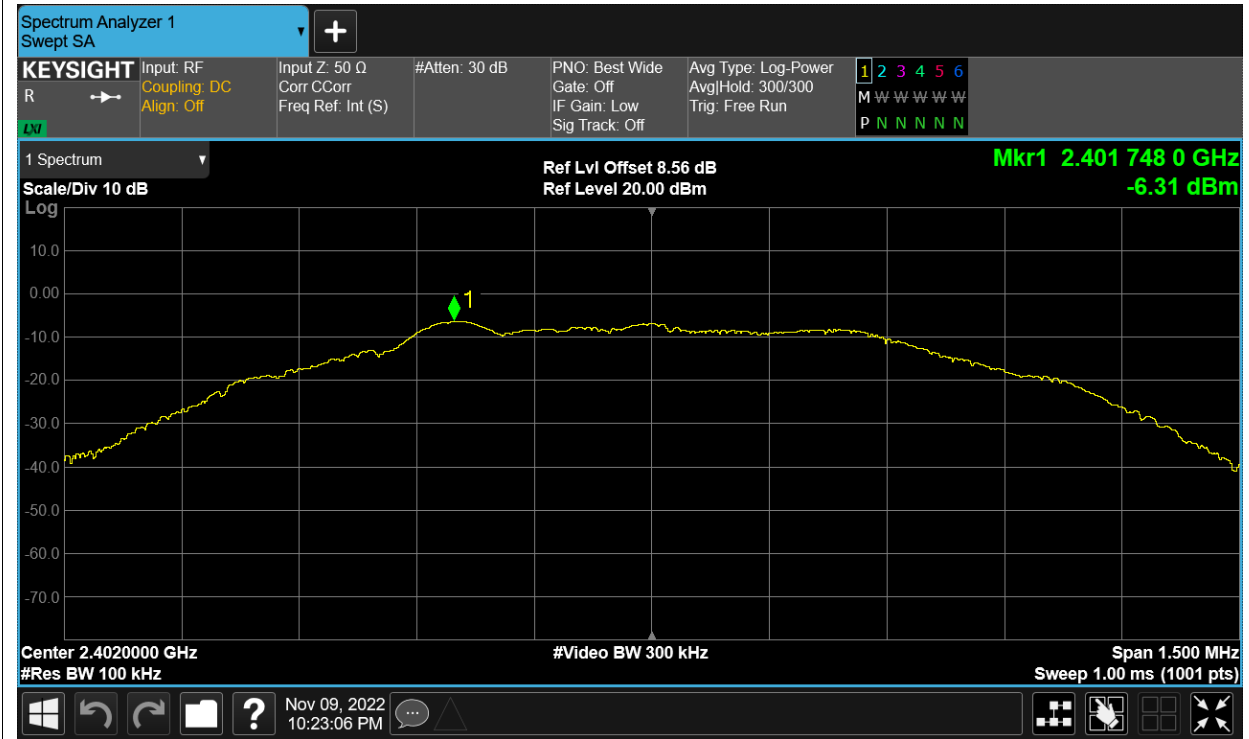 Spectrum Analyzer 1
Swept SA
+
KEYSIGHT
R
LXI
Input: RF
Coupling: DC
Align: Off
Input Z: 50 Ω
Corr CCorr
Freq Ref: Int (S)
#Atten: 30 dB
PNO: Best Wide
Gate: Off
IF Gain: Low
Sig Track: Off
Avg Type: Log-Power
Avg|Hold: 300/300
Trig: Free Run
1 2 3 4 5 6
M W W W W W W
P N N N N N N
1 Spectrum
Scale/Div 10 dB
Log
Ref Lvl Offset 8.56 dB
Ref Level 20.00 dBm
Mkr1 2.401 748 0 GHz
-6.31 dBm
10.0
0.00
-10.0
-20.0
-30.0
-40.0
-50.0
-60.0
-70.0
1
Center 2.4020000 GHz
#Res BW 100 kHz
#Video BW 300 kHz
Span 1.500 MHz
Sweep 1.00 ms (1001 pts)
?
Nov 09, 2022
10:23:06 PM